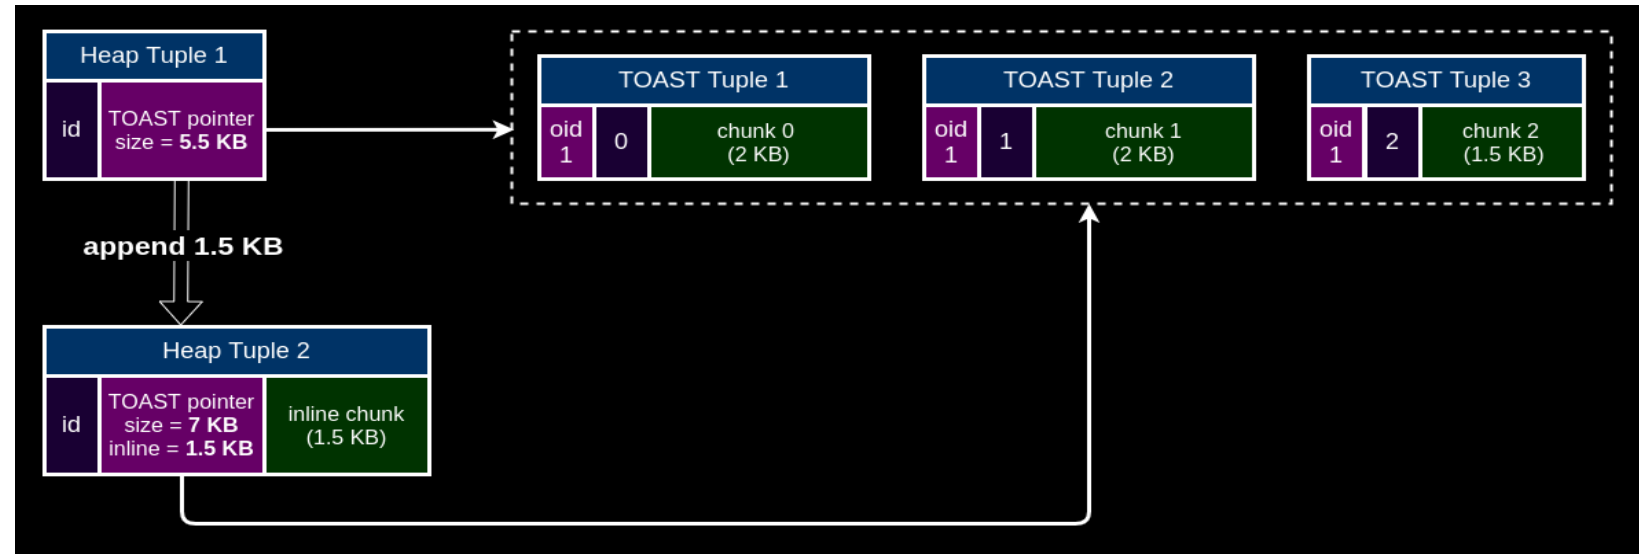 Heap Tuple 1
id
TOAST pointer
size = 5.5 KB
TOAST Tuple 1
oid
1
0
chunk 0
(2 KB)
TOAST Tuple 2
oid
1
1
chunk 1
(2 KB)
TOAST Tuple 3
oid
1
2
chunk 2
(1.5 KB)
append 1.5 KB
Heap Tuple 2
id
TOAST pointer
size = 7 KB
inline = 1.5 KB
inline chunk
(1.5 KB)